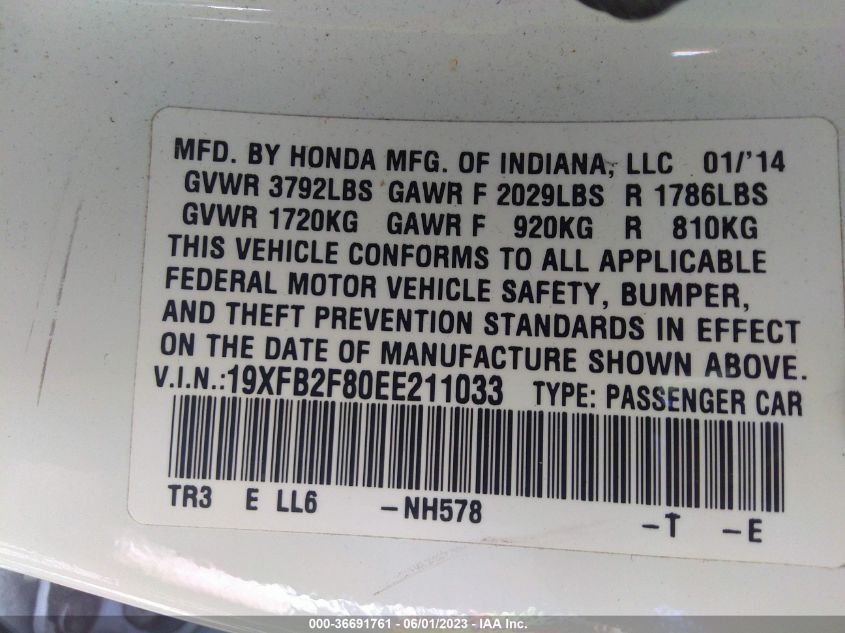 MFD. BY HONDA MFG. OF INDIANA, LLC 01/'14
GVWR 3792LBS GAWR F 2029LBS R 1786LBS
GVWR 1720KG GAWR F 920KG R 810KG
THIS VEHICLE CONFORMS TO ALL APPLICABLE
FEDERAL MOTOR VEHICLE SAFETY, BUMPER,
AND THEFT PREVENTION STANDARDS IN EFFECT
ON THE DATE OF MANUFACTURE SHOWN ABOVE.
V.I.N.:19XFB2F80EE211033 TYPE: PASSENGER CAR
TR3 E LL6 -NH578 -T -E
000-36691761 - 06/01/2023 - IAA Inc.